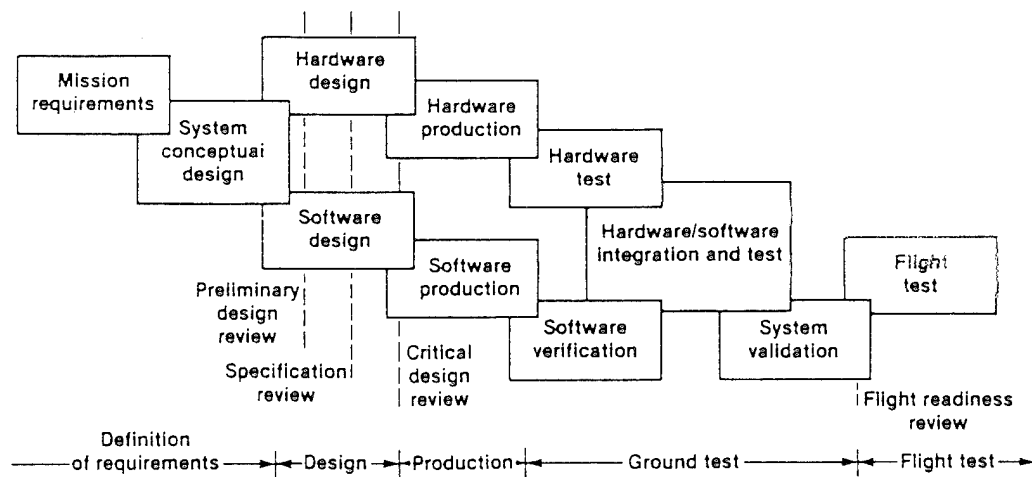 Mission
requirements
System
conceptual
design
Hardware
design
Hardware
production
Hardware
test
Software
design
Software
production
Software
verification
Hardware/software
integration and test
System
validation
Flight
test
Preliminary
design
review
Specification
review
Critical
design
review
Flight readiness
review
Definition
of requirements
Design
Production
Ground test
Flight test